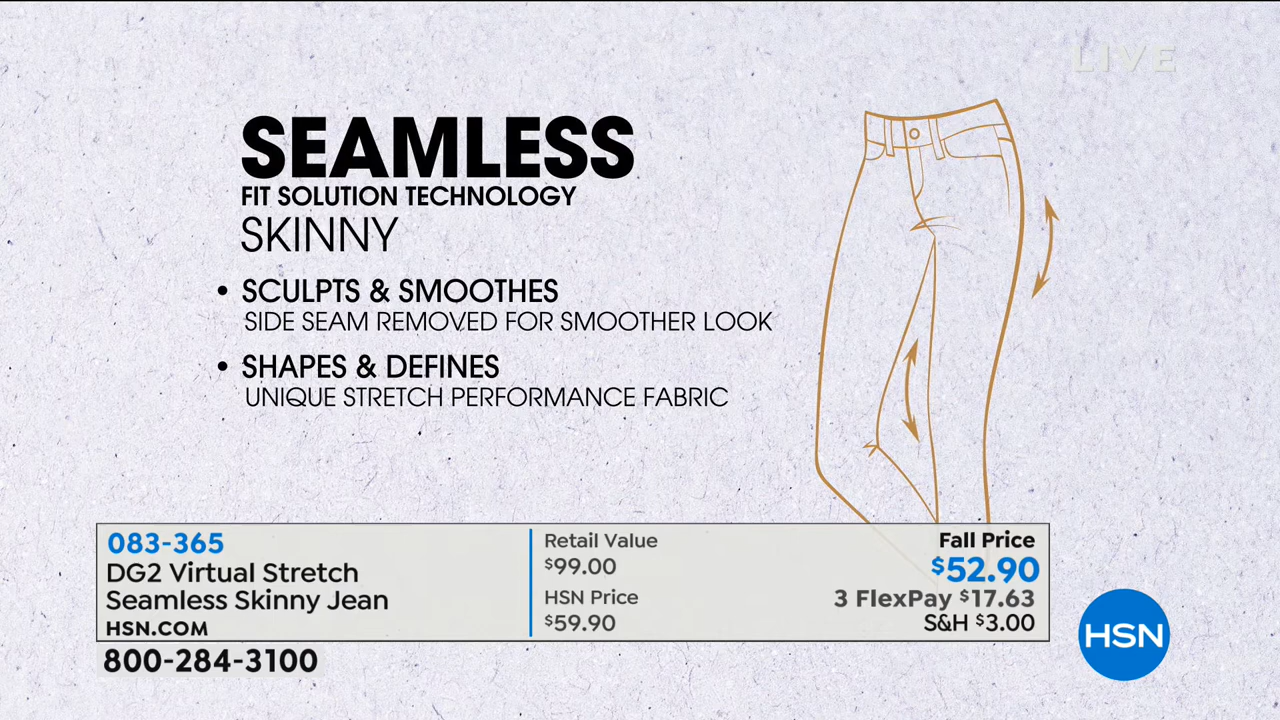 LIVE
SEAMLESS
FIT SOLUTION TECHNOLOGY
SKINNY
• SCULPTS & SMOOTHES
SIDE SEAM REMOVED FOR SMOOTHER LOOK
• SHAPES & DEFINES
UNIQUE STRETCH PERFORMANCE FABRIC
083-365
DG2 Virtual Stretch
Seamless Skinny Jean
HSN.COM
800-284-3100
Retail Value
$99.00
HSN Price
$59.90
Fall Price
$52.90
3 FlexPay $17.63
S&H $3.00
HSN